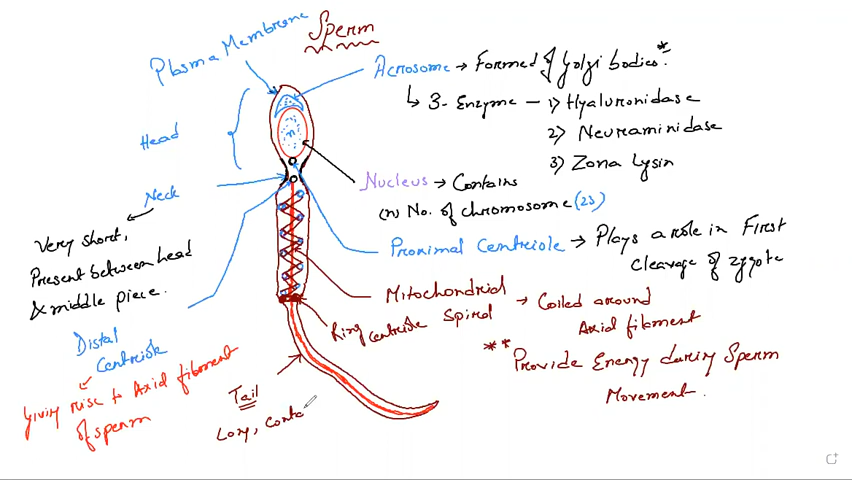 Sperm
Plasma Membrane
Acrosome → Formed of Golgi bodies*.
↳ 3- Enzyme – 1) Hyaluronidase
2) Neuraminidase
3) Zona Lysin
Head
Nucleus → Contains
(n) No. of chromosome (23)
Neck
Very short,
Present between head
& middle piece.
Proximal Centriole → Plays a role in First
Cleavage of zygote
Mitochondrial
Spiral → Coiled around
Axial filament
Ring
centriole
** Provide Energy during Sperm
Movement.
Distal
Centriole
Giving rise to Axial filament
of sperm
Tail
Long, conta